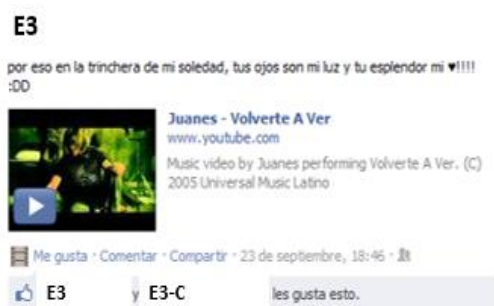 E3
por eso en la trinchera de mi soledad, tus ojos son mi luz y tu esplendor mi ♥!!!!
:DD
Juanes - Volverte A Ver
www.youtube.com
Music video by Juanes performing Volverte A Ver. (C)
2005 Universal Music Latino
Me gusta · Comentar · Compartir · 23 de septiembre, 18:46 ·
E3 y E3-C les gusta esto.